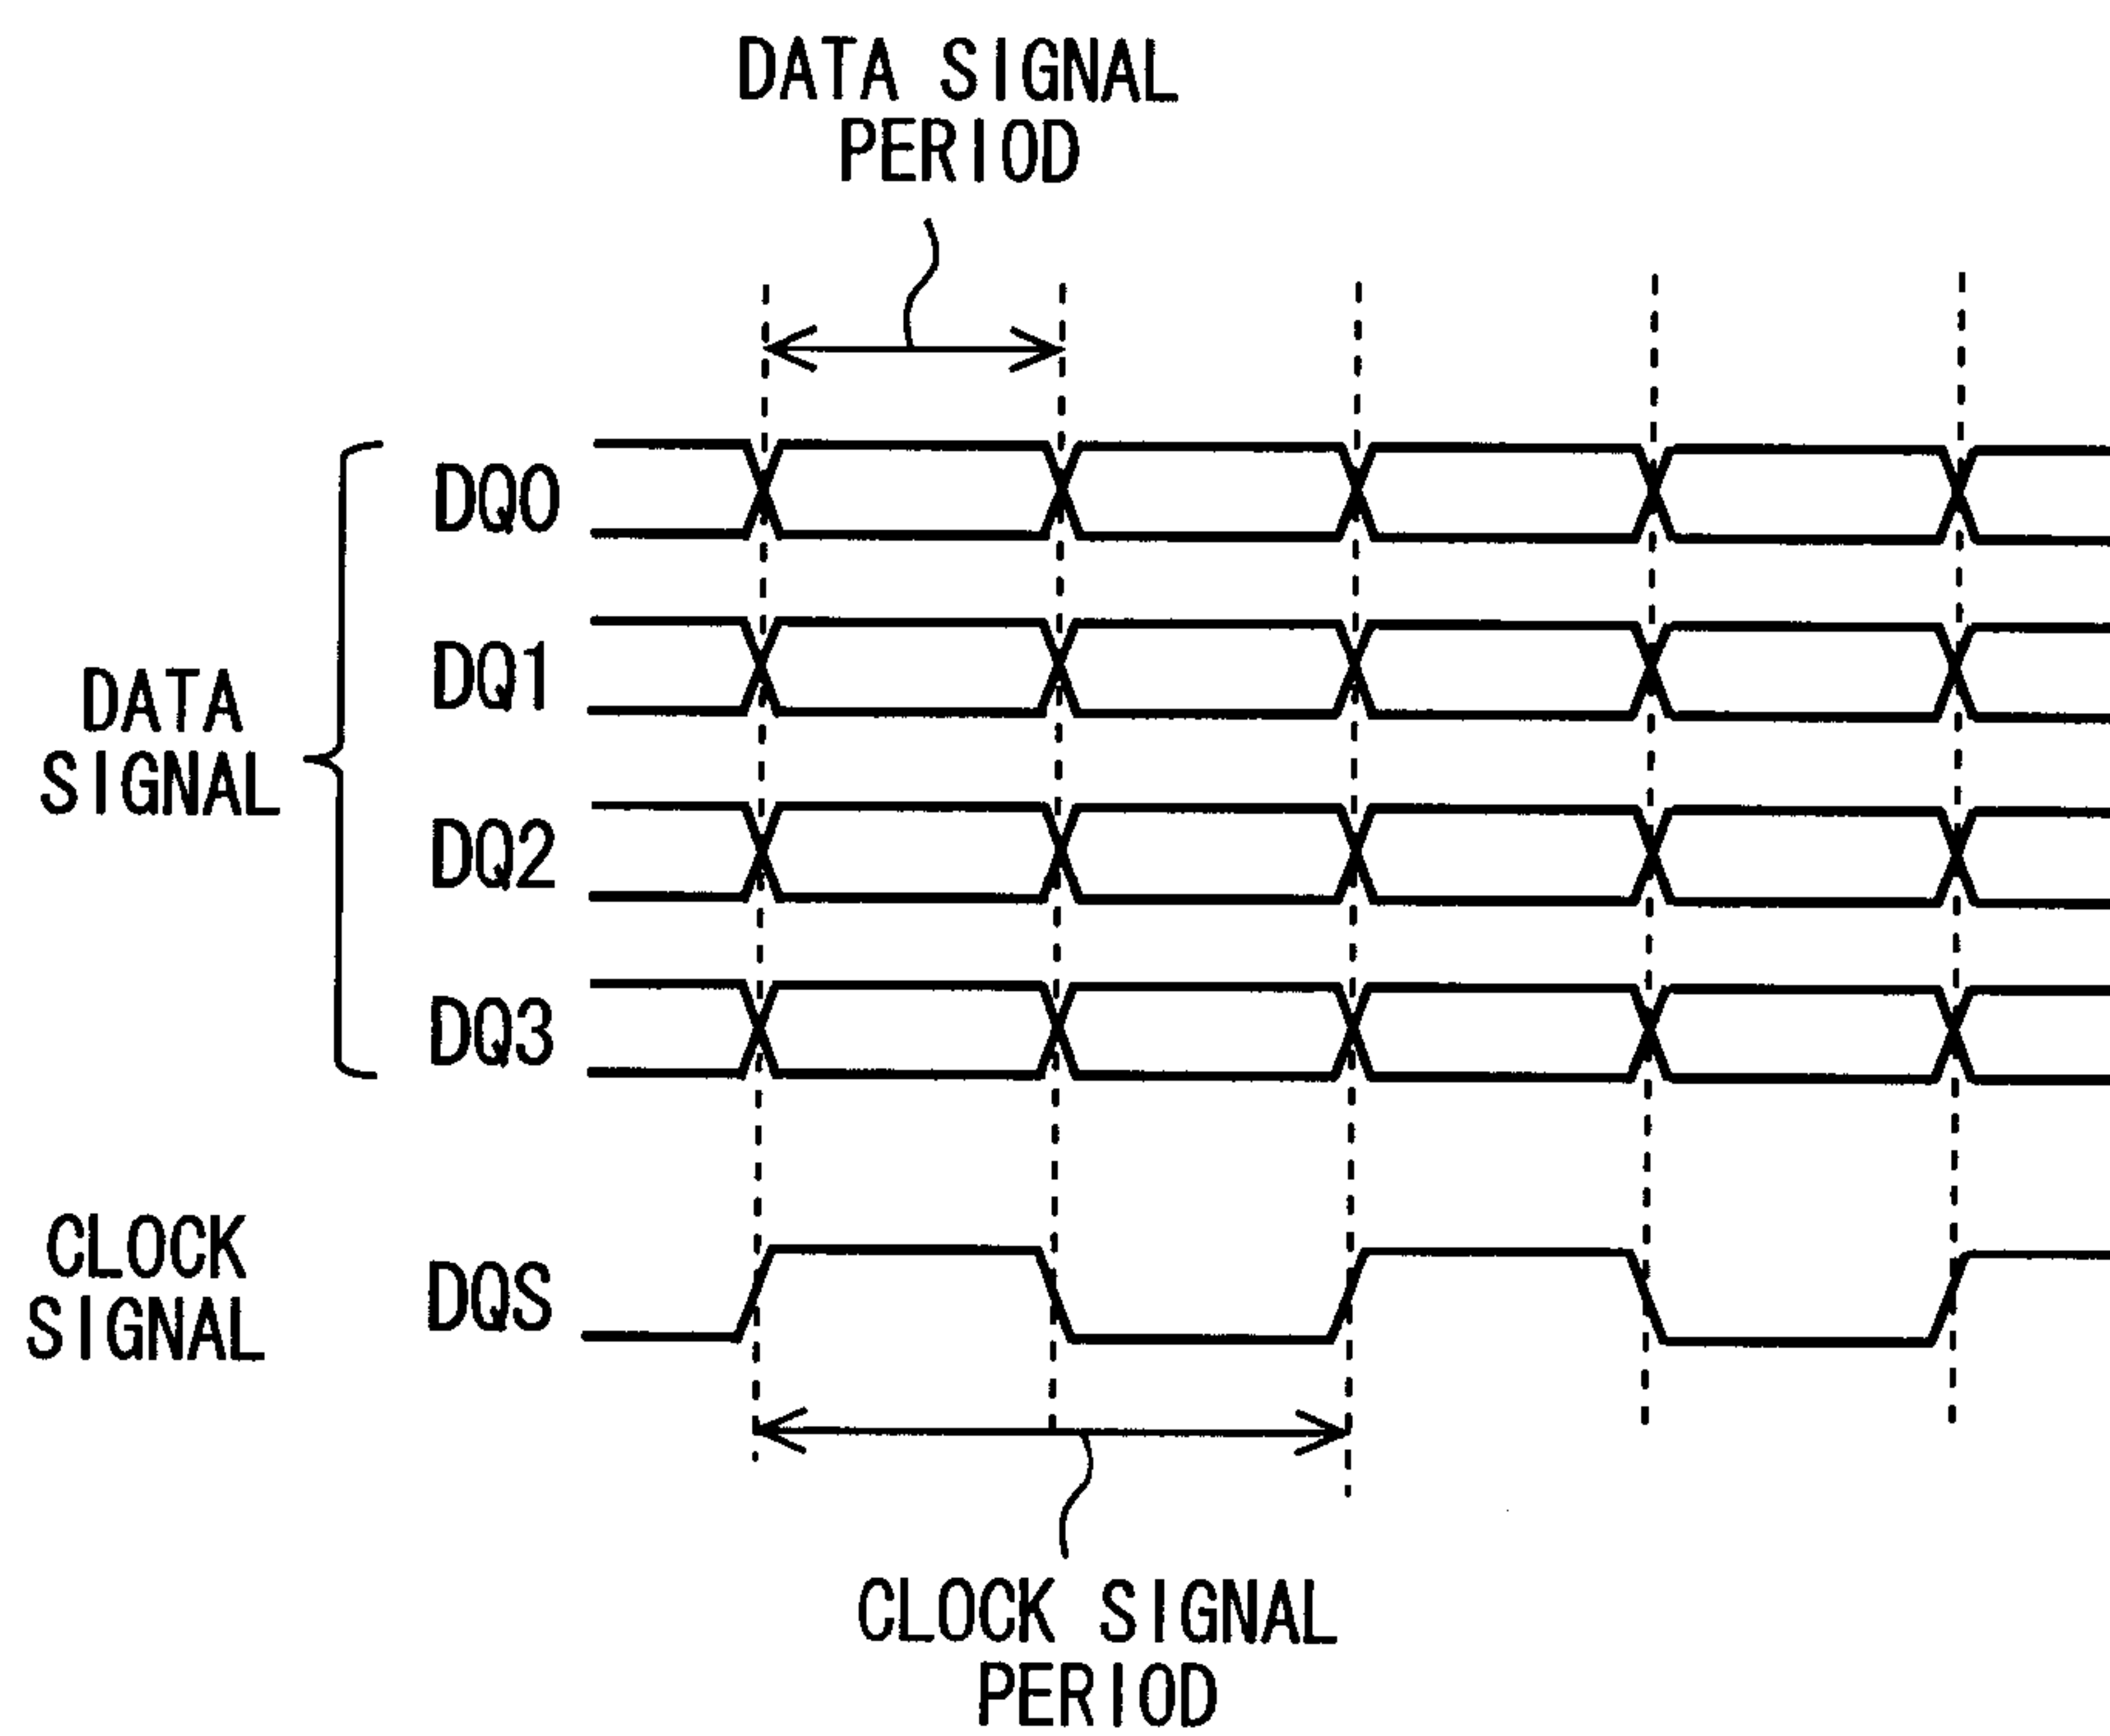 DATA SIGNAL
PERIOD
DQ0
DQ1
DATA
SIGNAL
DQ2
DQ3
CLOCK
SIGNAL
DQS
CLOCK SIGNAL
PERIOD